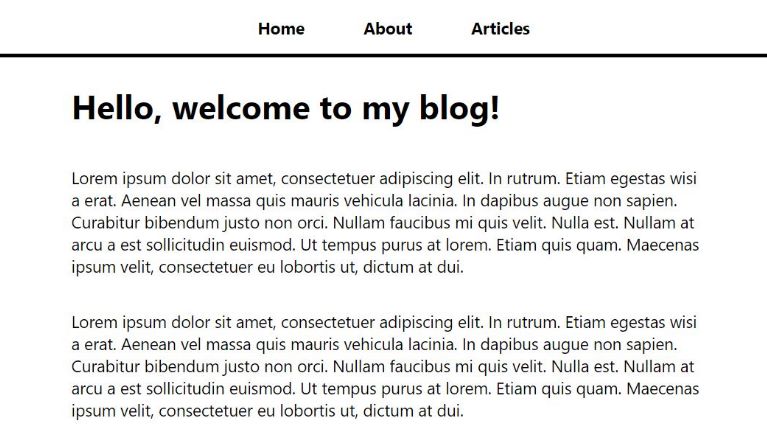 Home About Articles
Hello, welcome to my blog!
Lorem ipsum dolor sit amet, consectetuer adipiscing elit. In rutrum. Etiam egestas wisi
a erat. Aenean vel massa quis mauris vehicula lacinia. In dapibus augue non sapien.
Curabitur bibendum justo non orci. Nullam faucibus mi quis velit. Nulla est. Nullam at
arcu a est sollicitudin euismod. Ut tempus purus at lorem. Etiam quis quam. Maecenas
ipsum velit, consectetuer eu lobortis ut, dictum at dui.
Lorem ipsum dolor sit amet, consectetuer adipiscing elit. In rutrum. Etiam egestas wisi
a erat. Aenean vel massa quis mauris vehicula lacinia. In dapibus augue non sapien.
Curabitur bibendum justo non orci. Nullam faucibus mi quis velit. Nulla est. Nullam at
arcu a est sollicitudin euismod. Ut tempus purus at lorem. Etiam quis quam. Maecenas
ipsum velit, consectetuer eu lobortis ut, dictum at dui.